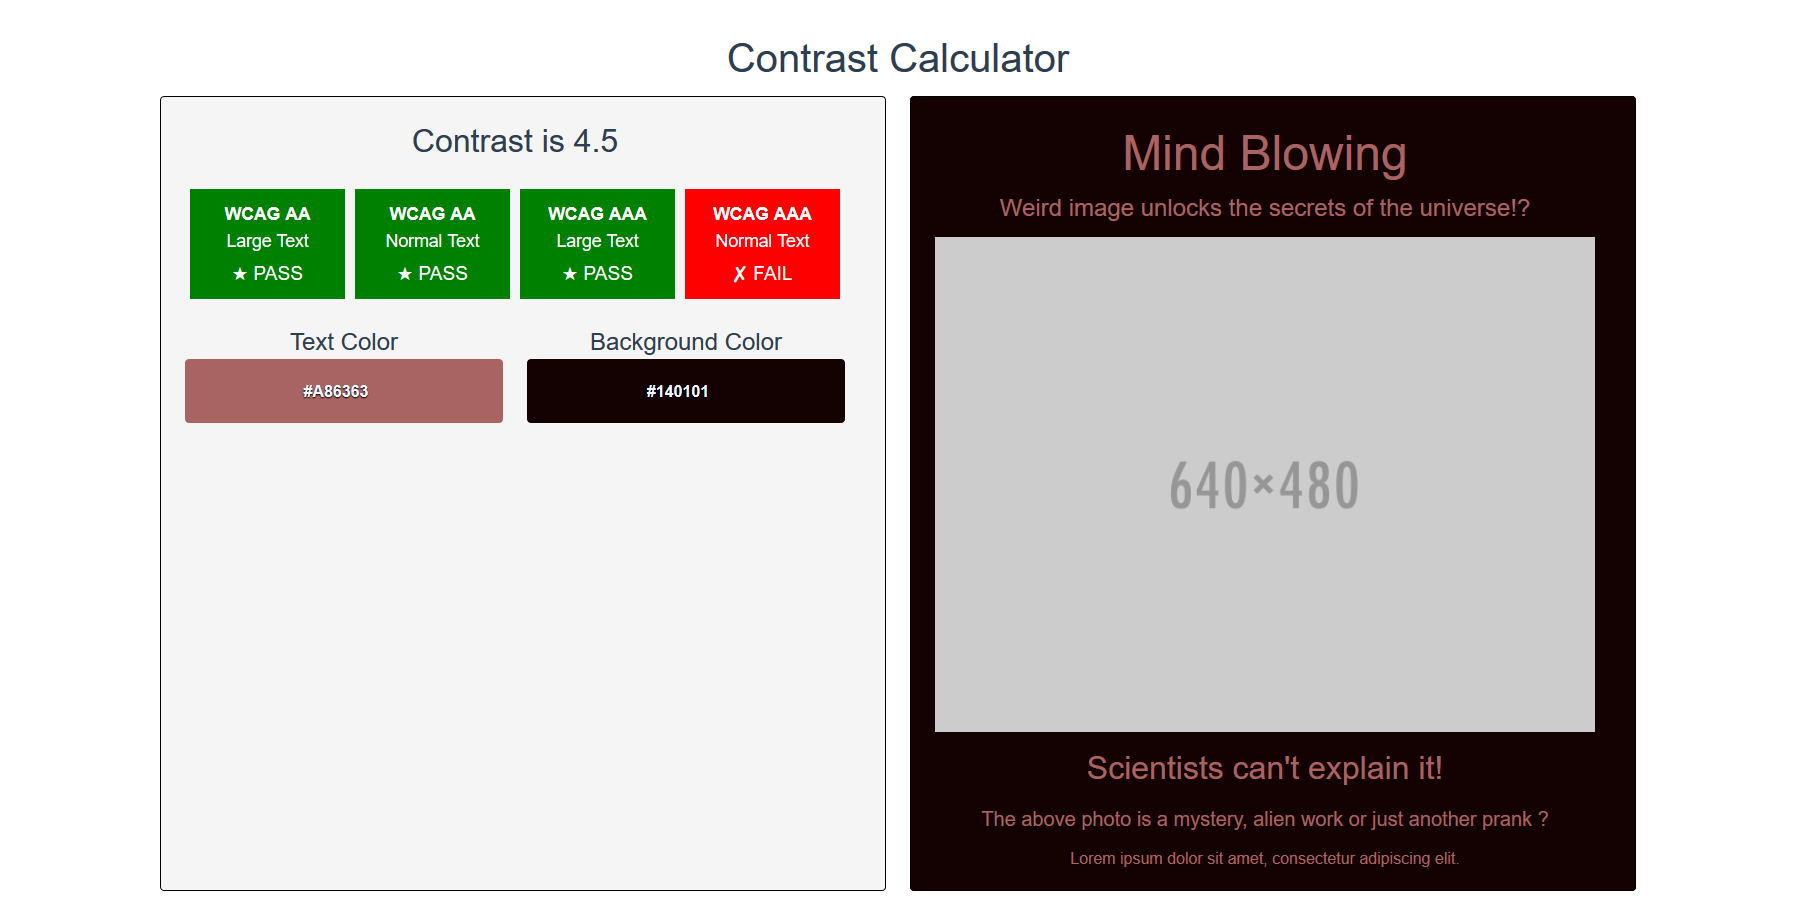 Contrast Calculator
Contrast is 4.5
WCAG AA
Large Text
★ PASS
WCAG AA
Normal Text
★ PASS
WCAG AAA
Large Text
★ PASS
WCAG AAA
Normal Text
✗ FAIL
Text Color
#A86363
Background Color
#140101
Mind Blowing
Weird image unlocks the secrets of the universe!?
640×480
Scientists can't explain it!
The above photo is a mystery, alien work or just another prank ?
Lorem ipsum dolor sit amet, consectetur adipiscing elit.